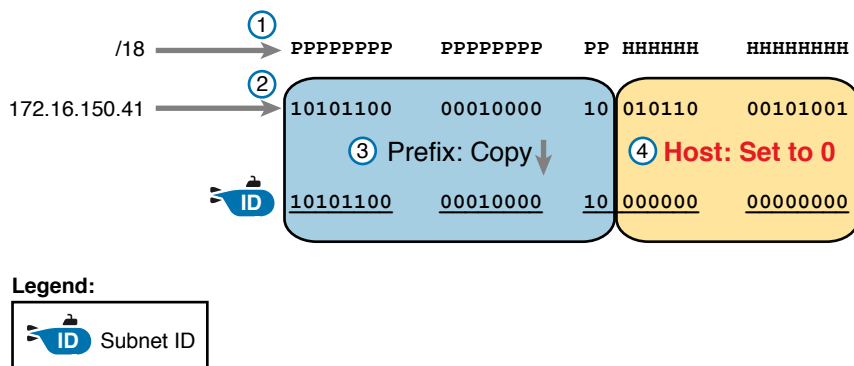 1
/18 PPPPPPPP PPPPPPPP PP HHHHHH HHHHHHHH
2
172.16.150.41 10101100 00010000 10 010110 00101001
3 Prefix: Copy 4 Host: Set to 0
ID 10101100 00010000 10 000000 00000000
Legend:
ID Subnet ID